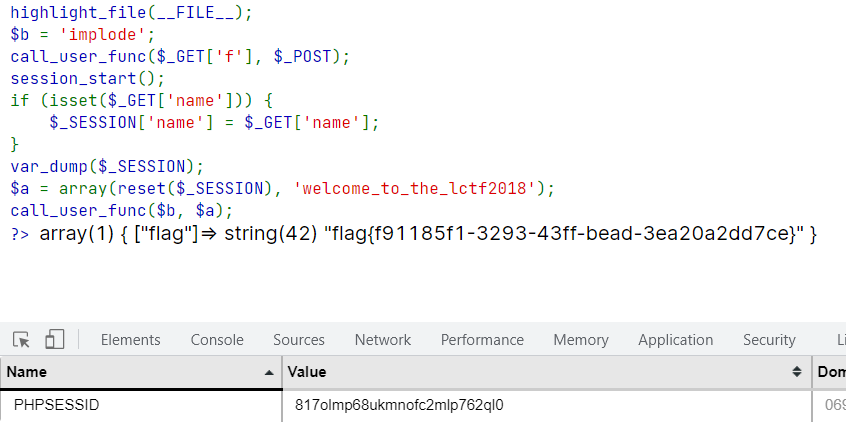 highlight_file(__FILE__);
$b = 'implode';
call_user_func($_GET['f'], $_POST);
session_start();
if (isset($_GET['name'])) {
    $_SESSION['name'] = $_GET['name'];
}
var_dump($_SESSION);
$a = array(reset($_SESSION), 'welcome_to_the_lctf2018');
call_user_func($b, $a);
?> array(1) { ["flag"]=> string(42) "flag{f91185f1-3293-43ff-bead-3ea20a2dd7ce}" }
Elements Console Sources Network Performance Memory Application Security Li
Name Value Dom
PHPSESSID 817olmp68ukmnofc2mlp762ql0 069